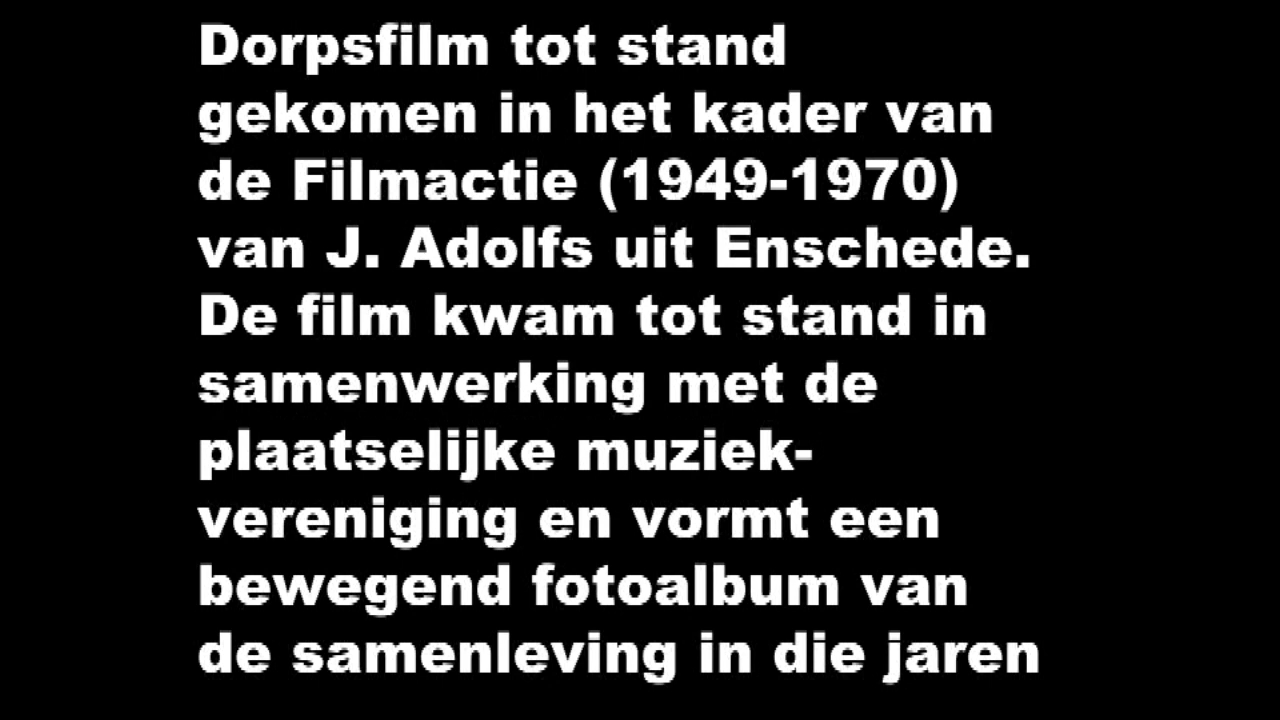 Dorpsfilm tot stand
gekomen in het kader van
de Filmactie (1949-1970)
van J. Adolfs uit Enschede.
De film kwam tot stand in
samenwerking met de
plaatselijke muziek-
vereniging en vormt een
bewegend fotoalbum van
de samenleving in die jaren